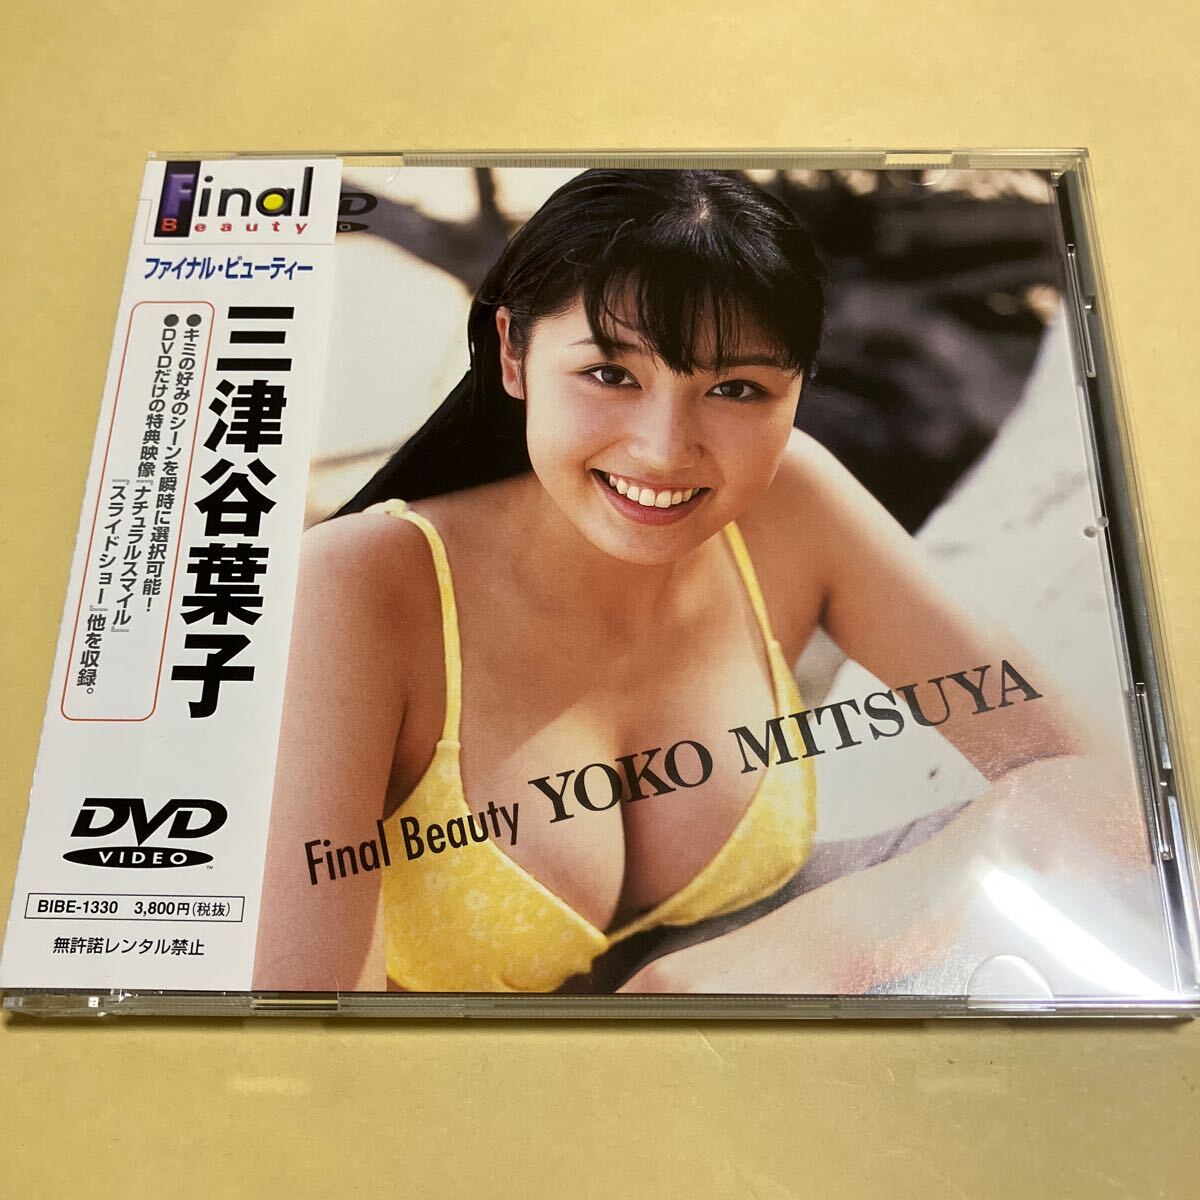 Final
Beauty
ファイナル・ビューティー
三津谷葉子
●キミの好みのシーンを瞬時に選択可能！
●DVDだけの特典映像『ナチュラルスマイル』
『スライドショー』他を収録。
DVD
VIDEO
TM
BIBE-1330 3,800円(税抜)
無許諾レンタル禁止
Final Beauty YOKO MITSUYA